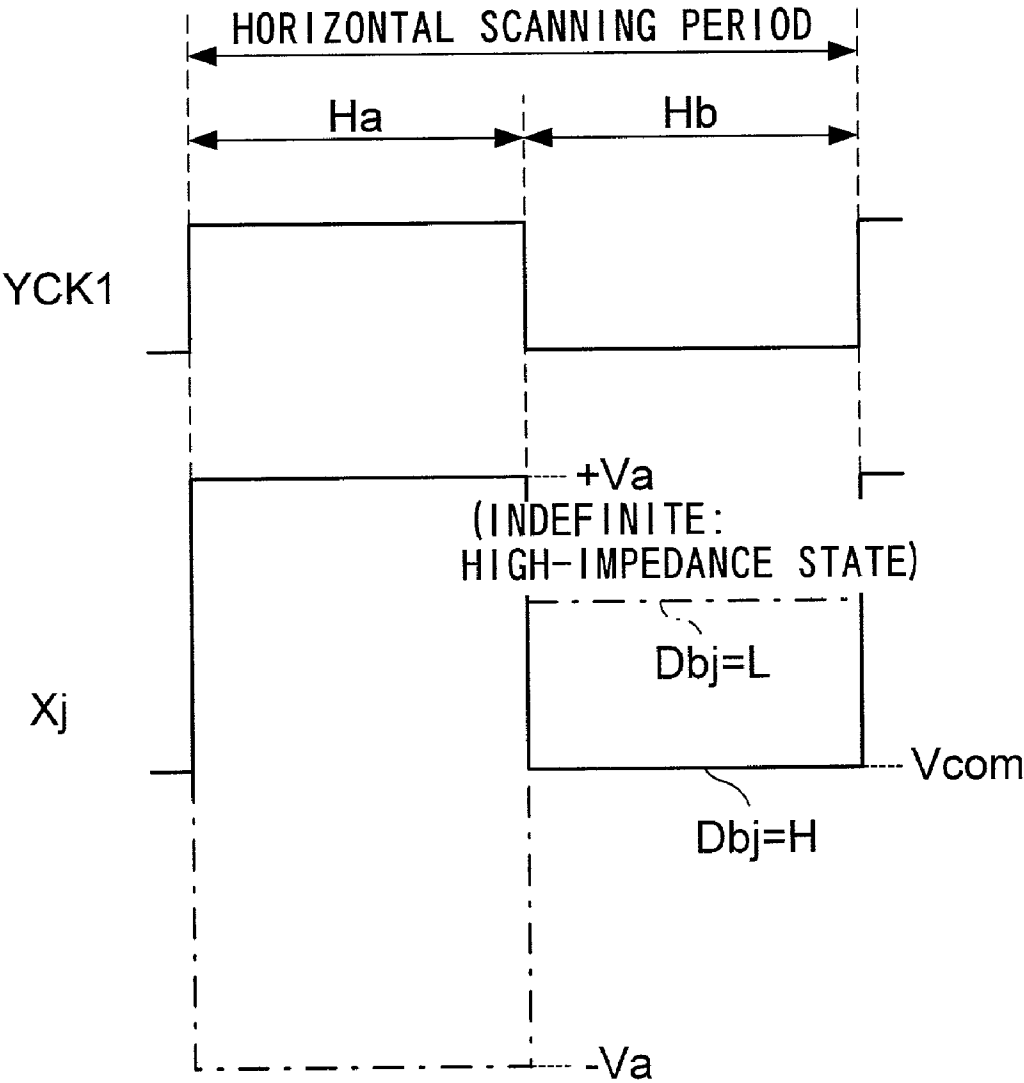 HORIZONTAL SCANNING PERIOD
Ha
Hb
YCK1
+Va
(INDEFINITE:
HIGH-IMPEDANCE STATE)
Dbj=L
Xj
Vcom
Dbj=H
-Va